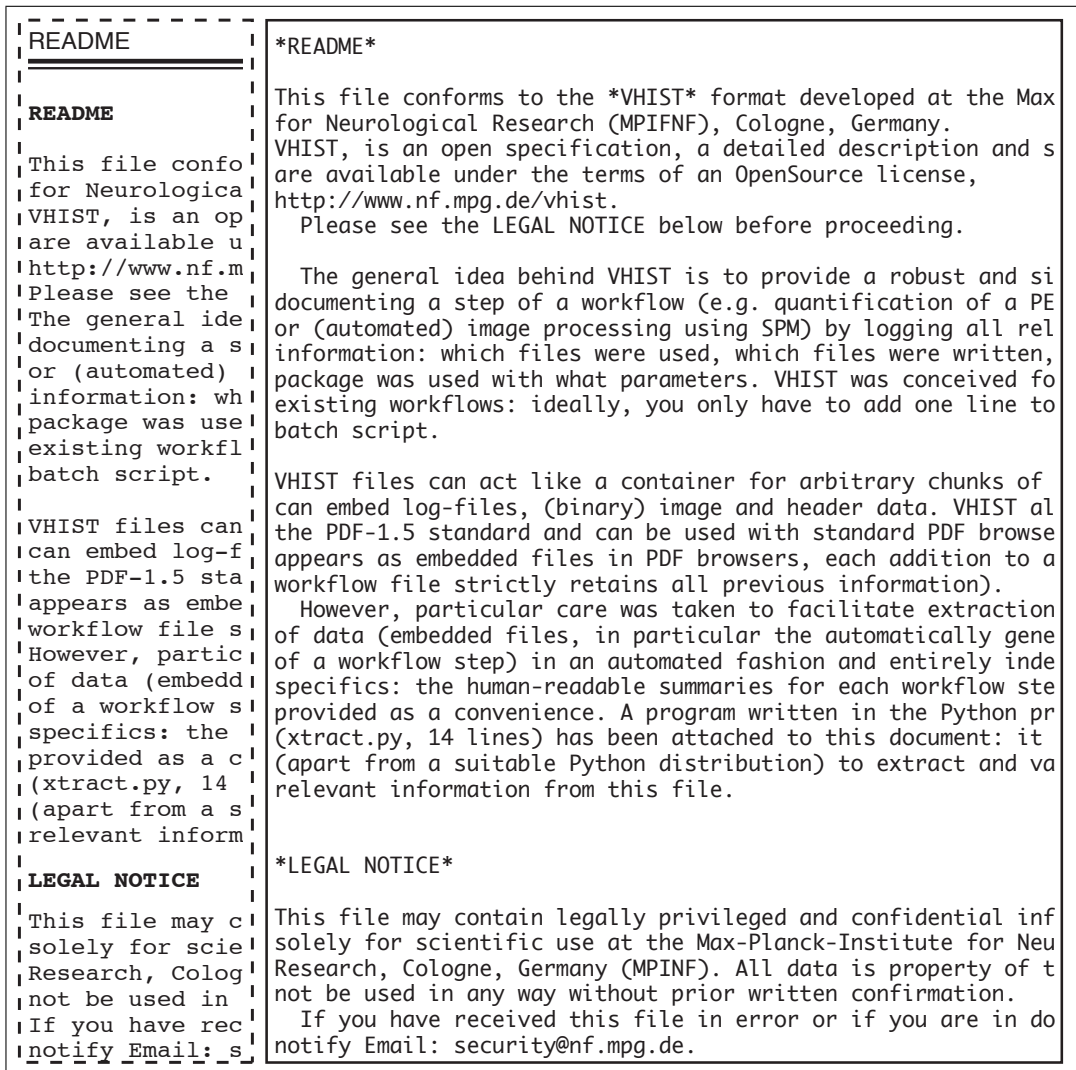 README
README
This file confo
for Neurologica
VHIST, is an op
are available u
http://www.nf.m
Please see the
The general ide
documenting a s
or (automated)
information: wh
package was use
existing workfl
batch script.
VHIST files can
can embed log-f
the PDF-1.5 sta
appears as embe
workflow file s
However, partic
of data (embedd
of a workflow s
specifics: the
provided as a c
(xtract.py, 14
(apart from a s
relevant inform
LEGAL NOTICE
This file may c
solely for scie
Research, Colog
not be used in
If you have rec
notify Email: s
*README*
This file conforms to the *VHIST* format developed at the Max
for Neurological Research (MPIFNF), Cologne, Germany.
VHIST, is an open specification, a detailed description and s
are available under the terms of an OpenSource license,
http://www.nf.mpg.de/vhist.
Please see the LEGAL NOTICE below before proceeding.
The general idea behind VHIST is to provide a robust and si
documenting a step of a workflow (e.g. quantification of a PE
or (automated) image processing using SPM) by logging all rel
information: which files were used, which files were written,
package was used with what parameters. VHIST was conceived fo
existing workflows: ideally, you only have to add one line to
batch script.
VHIST files can act like a container for arbitrary chunks of
can embed log-files, (binary) image and header data. VHIST al
the PDF-1.5 standard and can be used with standard PDF browse
appears as embedded files in PDF browsers, each addition to a
workflow file strictly retains all previous information).
However, particular care was taken to facilitate extraction
of data (embedded files, in particular the automatically gene
of a workflow step) in an automated fashion and entirely inde
specifics: the human-readable summaries for each workflow ste
provided as a convenience. A program written in the Python pr
(xtract.py, 14 lines) has been attached to this document: it
(apart from a suitable Python distribution) to extract and va
relevant information from this file.
*LEGAL NOTICE*
This file may contain legally privileged and confidential inf
solely for scientific use at the Max-Planck-Institute for Neu
Research, Cologne, Germany (MPINF). All data is property of t
not be used in any way without prior written confirmation.
If you have received this file in error or if you are in do
notify Email: security@nf.mpg.de.